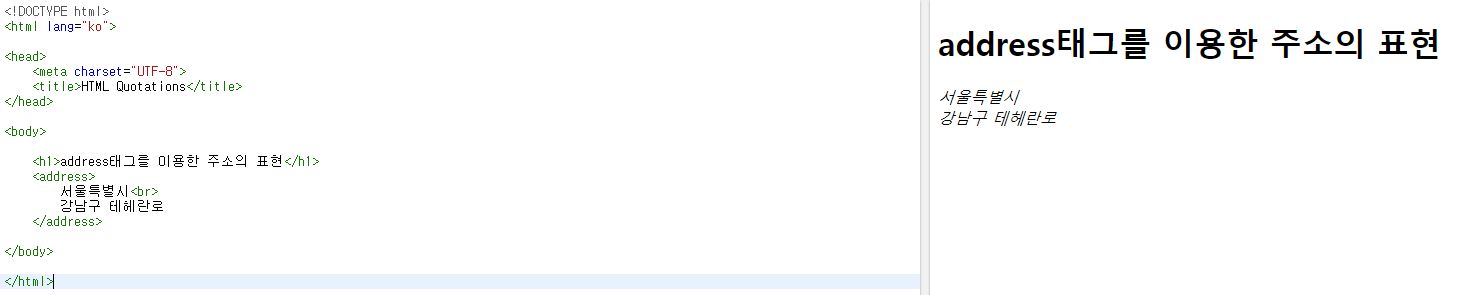 <!DOCTYPE html>
<html lang="ko">
<head>
<meta charset="UTF-8">
<title>HTML Quotations</title>
</head>
<body>
<h1>address태그를 이용한 주소의 표현</h1>
<address>
서울특별시<br>
강남구 테헤란로
</address>
</body>
</html>
address태그를 이용한 주소의 표현
서울특별시
강남구 테헤란로